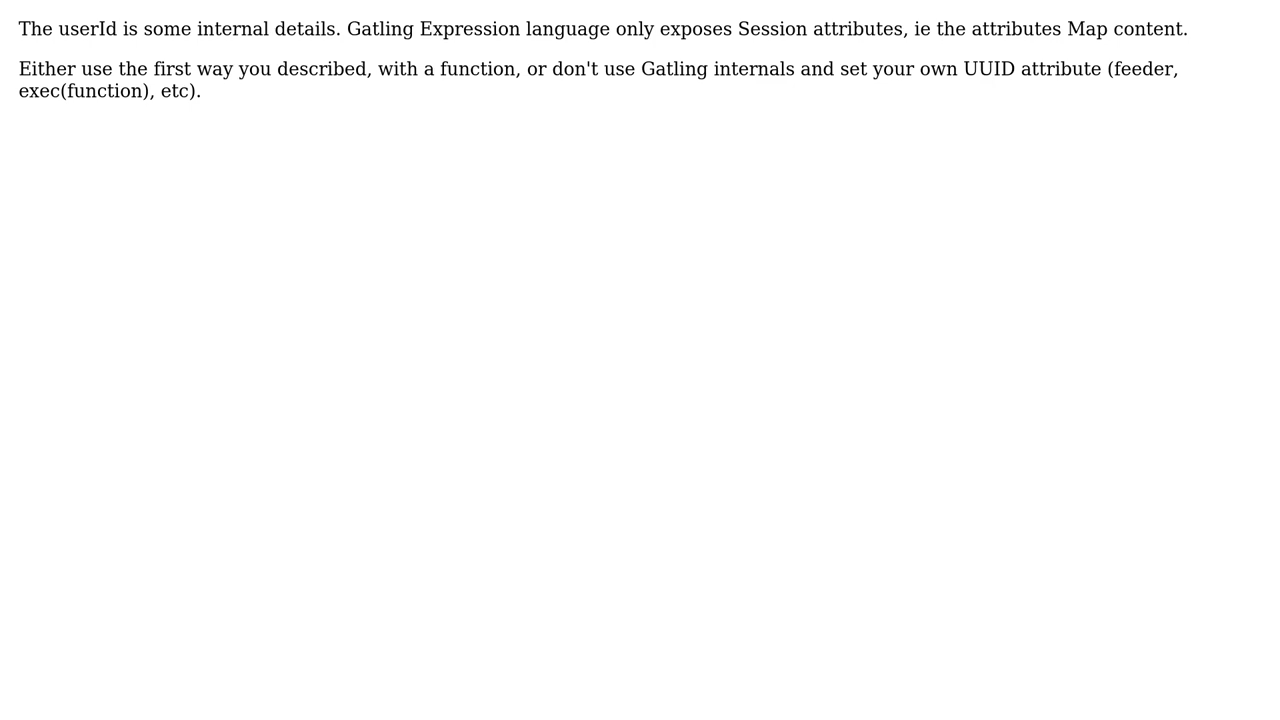 The userId is some internal details. Gatling Expression language only exposes Session attributes, ie the attributes Map content.
Either use the first way you described, with a function, or don't use Gatling internals and set your own UUID attribute (feeder,
exec(function), etc).